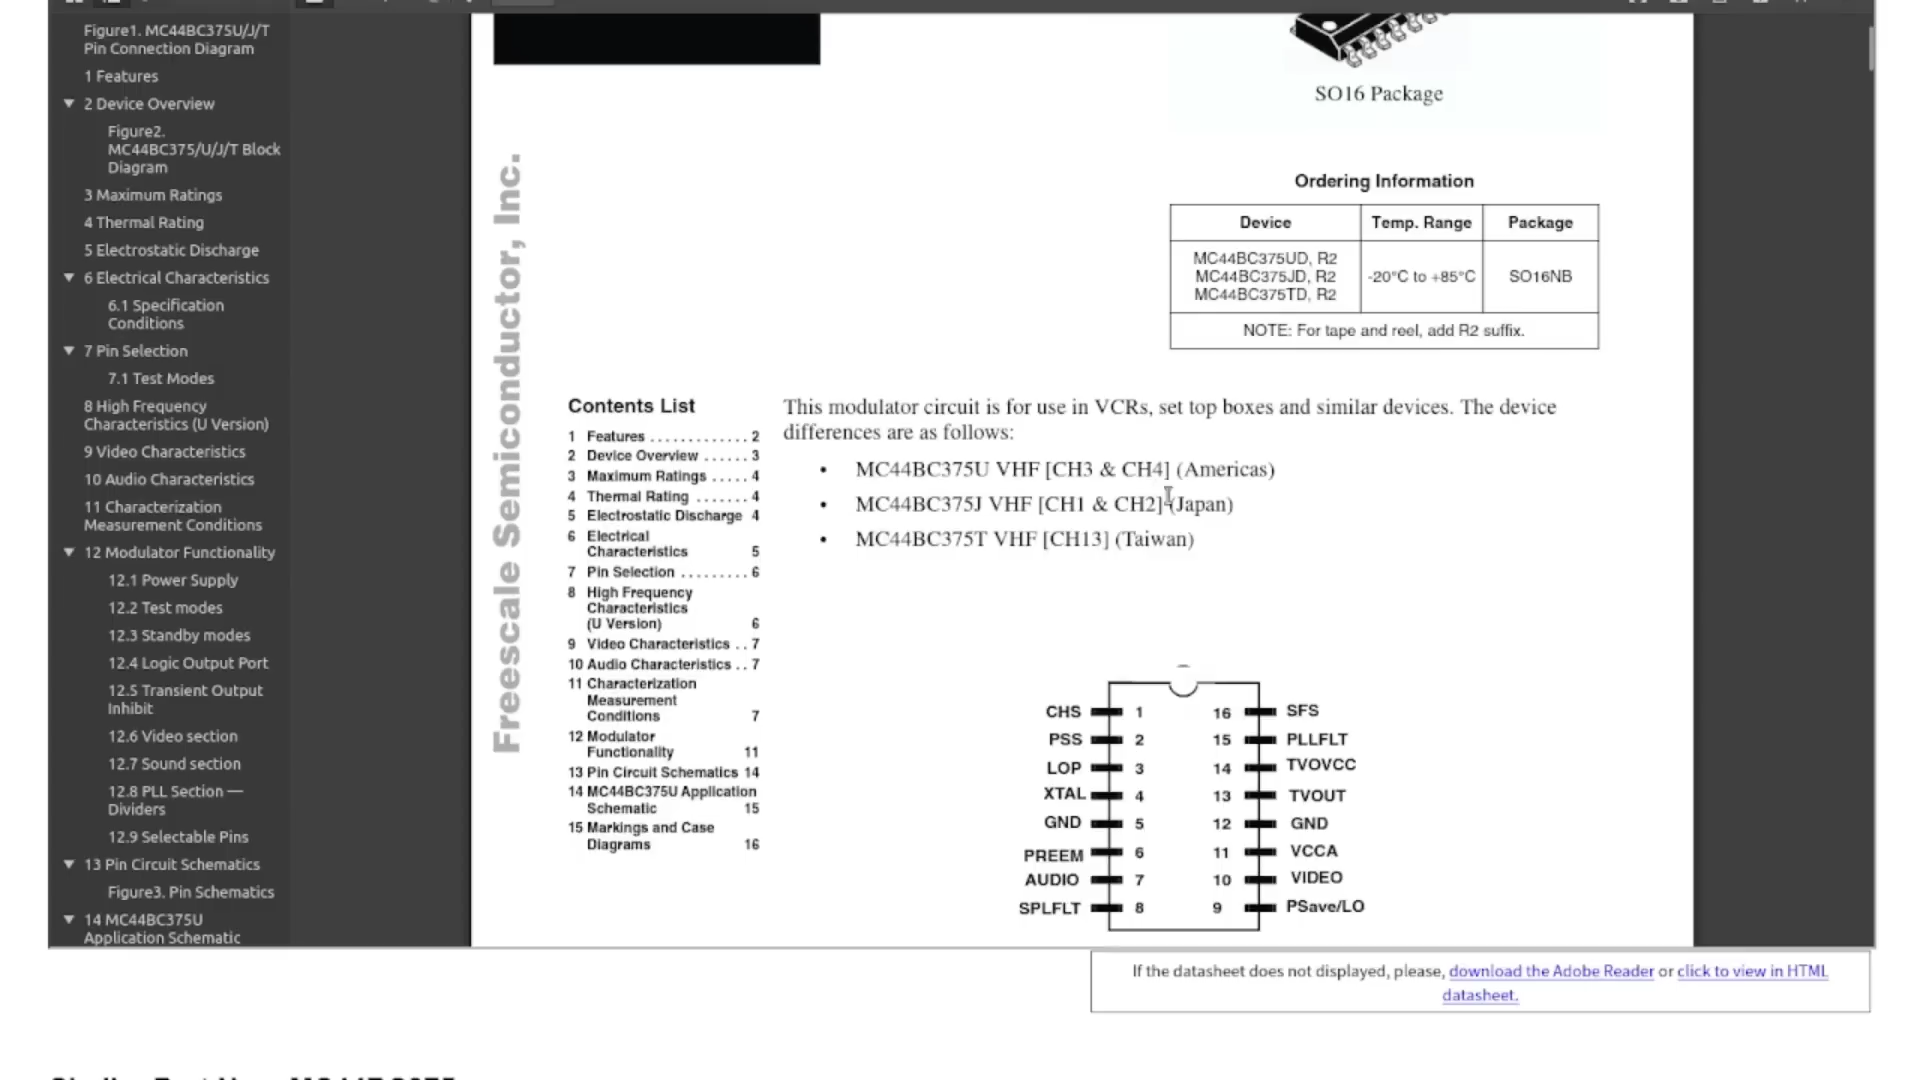 Figure1. MC44BC375U/J/T
Pin Connection Diagram
1 Features
2 Device Overview
Figure2.
MC44BC375/U/J/T Block
Diagram
3 Maximum Ratings
4 Thermal Rating
5 Electrostatic Discharge
6 Electrical Characteristics
6.1 Specification
Conditions
7 Pin Selection
7.1 Test Modes
8 High Frequency
Characteristics (U Version)
9 Video Characteristics
10 Audio Characteristics
11 Characterization
Measurement Conditions
12 Modulator Functionality
12.1 Power Supply
12.2 Test modes
12.3 Standby modes
12.4 Logic Output Port
12.5 Transient Output
Inhibit
12.6 Video section
12.7 Sound section
12.8 PLL Section —
Dividers
12.9 Selectable Pins
13 Pin Circuit Schematics
Figure3. Pin Schematics
14 MC44BC375U
Application Schematic
Freescale Semiconductor, Inc.
SO16 Package
Ordering Information
Device Temp. Range Package
MC44BC375UD, R2
MC44BC375JD, R2 -20°C to +85°C SO16NB
MC44BC375TD, R2
NOTE: For tape and reel, add R2 suffix.
Contents List
1 Features . . . . . . . . . . . . . 2
2 Device Overview . . . . . . 3
3 Maximum Ratings . . . . . 4
4 Thermal Rating . . . . . . . 4
5 Electrostatic Discharge 4
6 Electrical
Characteristics 5
7 Pin Selection . . . . . . . . . 6
8 High Frequency
Characteristics
(U Version) 6
9 Video Characteristics . . 7
10 Audio Characteristics . . 7
11 Characterization
Measurement
Conditions 7
12 Modulator
Functionality 11
13 Pin Circuit Schematics 14
14 MC44BC375U Application
Schematic 15
15 Markings and Case
Diagrams 16
This modulator circuit is for use in VCRs, set top boxes and similar devices. The device
differences are as follows:
• MC44BC375U VHF [CH3 & CH4] (Americas)
• MC44BC375J VHF [CH1 & CH2] (Japan)
• MC44BC375T VHF [CH13] (Taiwan)
CHS 1 16 SFS
PSS 2 15 PLLFLT
LOP 3 14 TVOVCC
XTAL 4 13 TVOUT
GND 5 12 GND
PREEM 6 11 VCCA
AUDIO 7 10 VIDEO
SPLFLT 8 9 PSave/LO
If the datasheet does not displayed, please, download the Adobe Reader or click to view in HTML
datasheet.